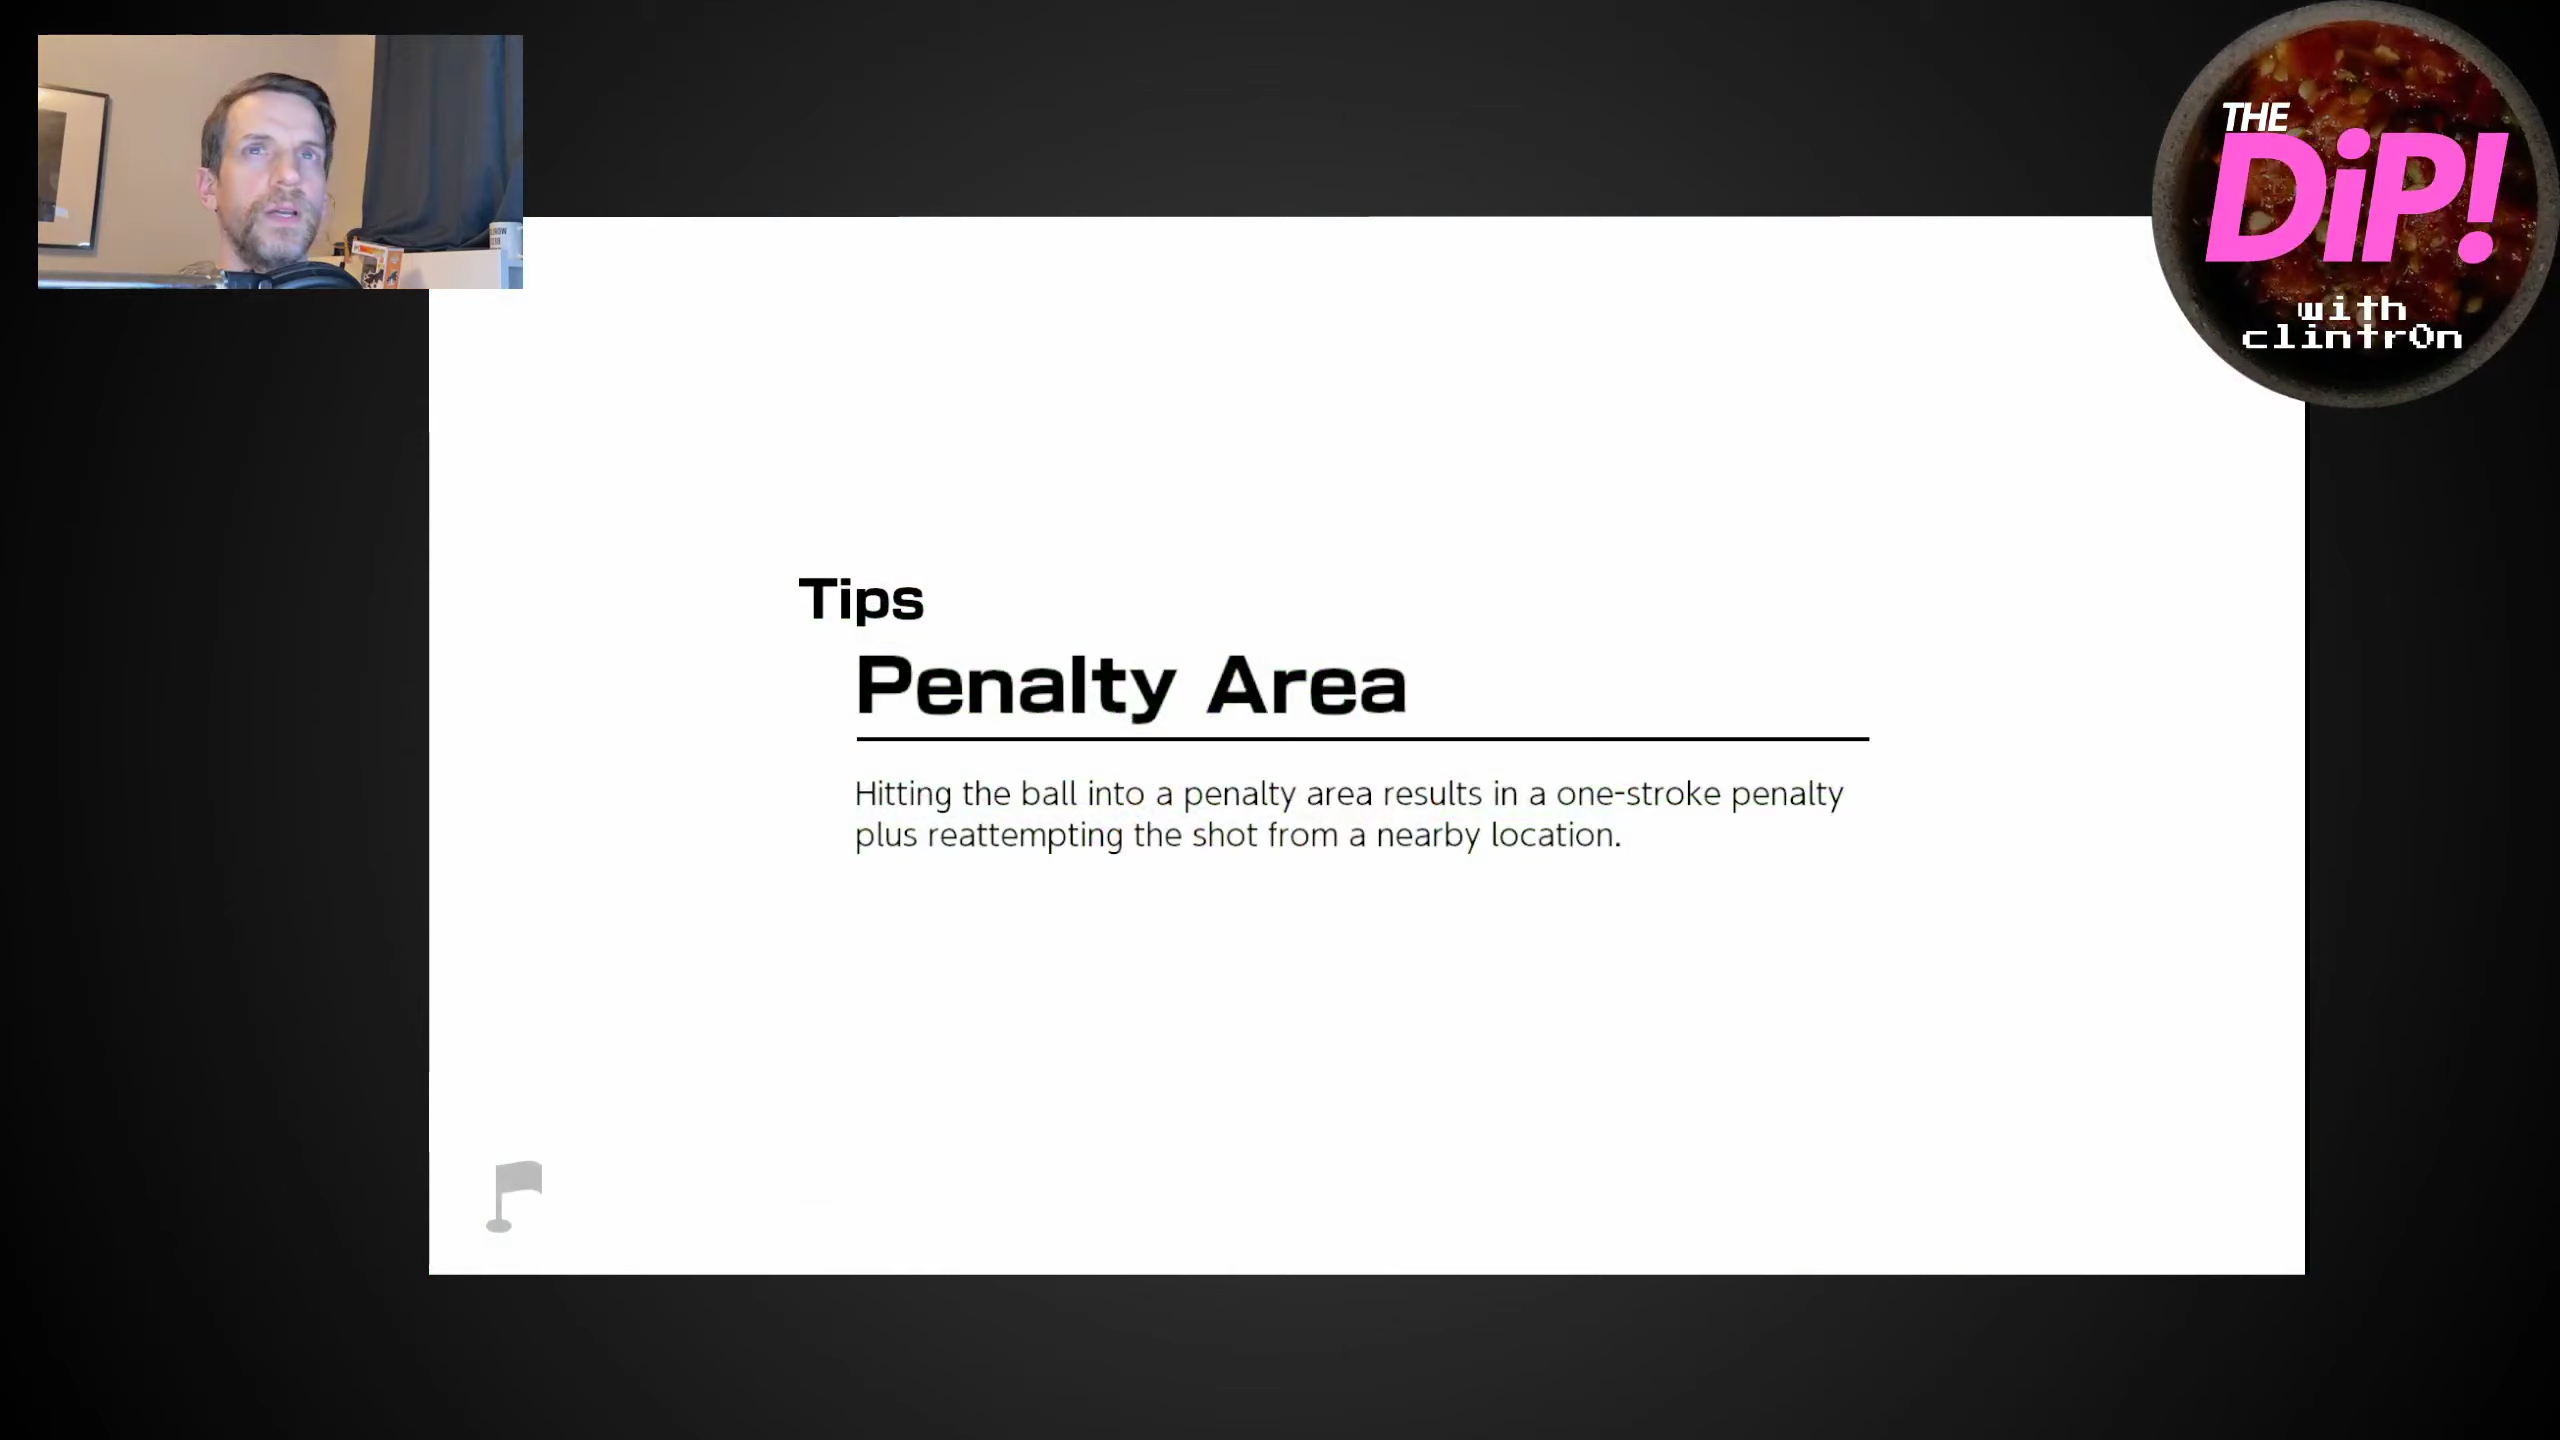 THE
DiP!
with
clintr0n
Tips
Penalty Area
Hitting the ball into a penalty area results in a one-stroke penalty
plus reattempting the shot from a nearby location.